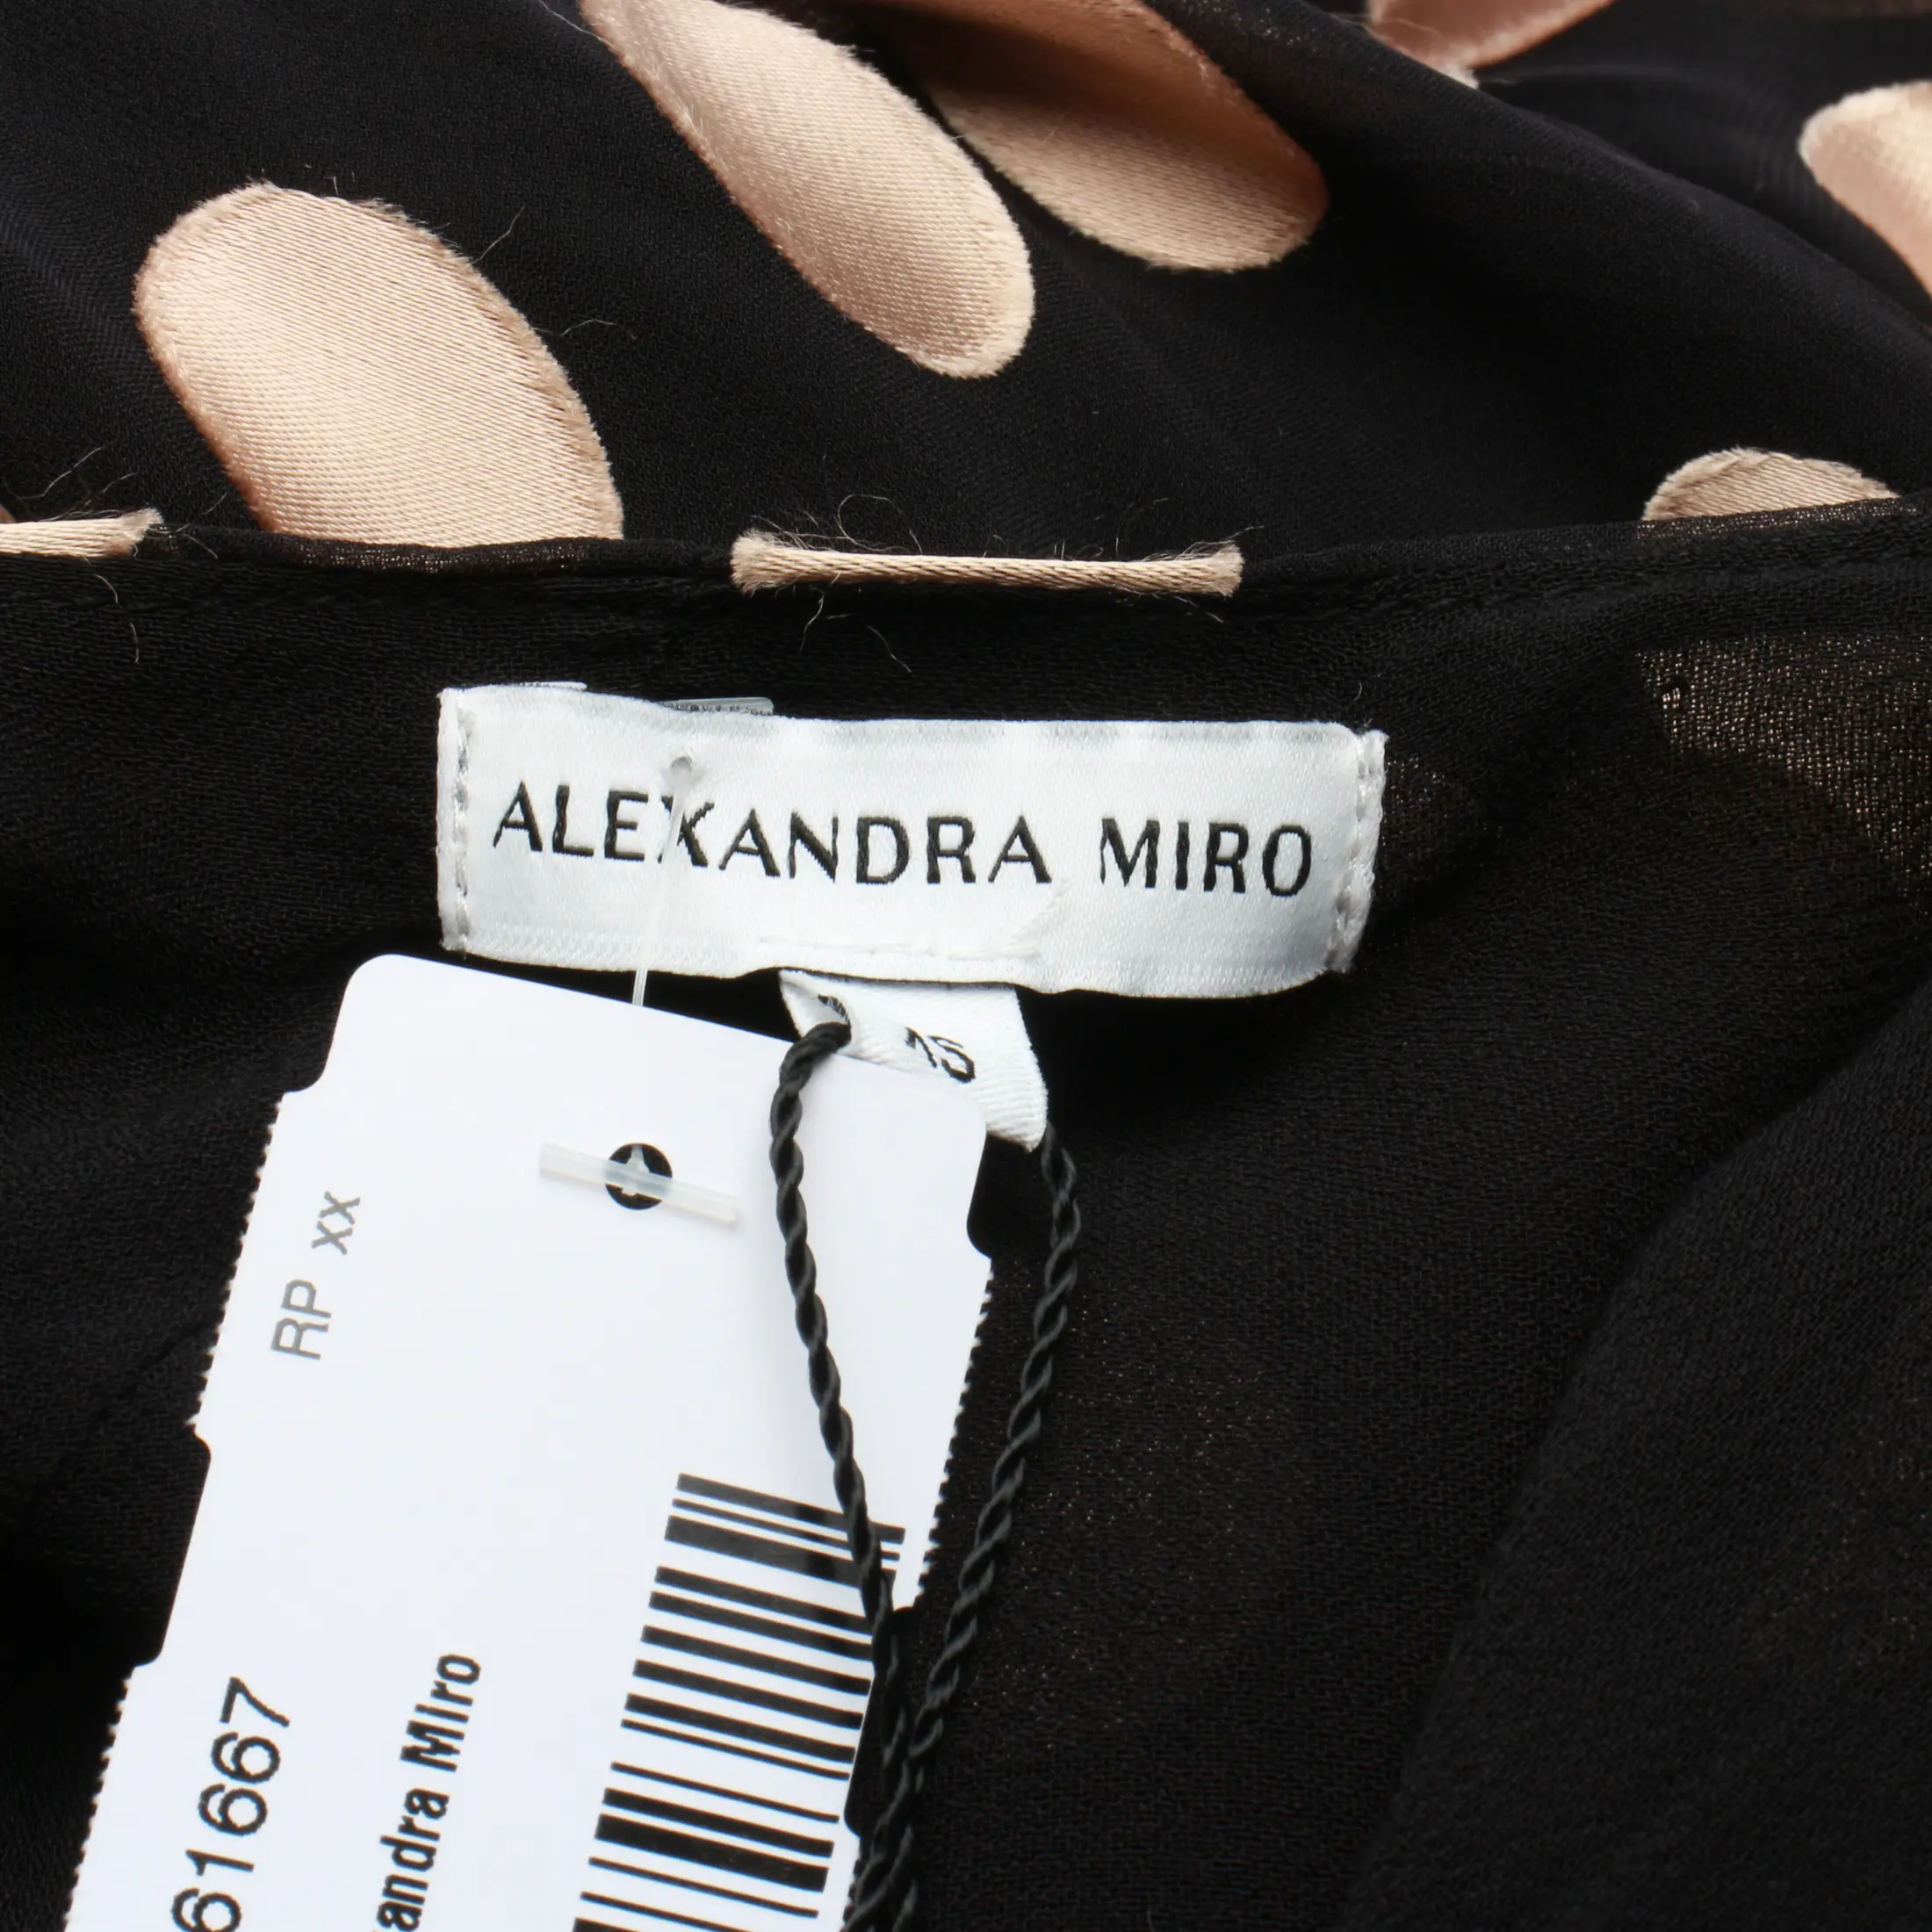 ALEXANDRA MIRO
RP xx
61667
andra Miro